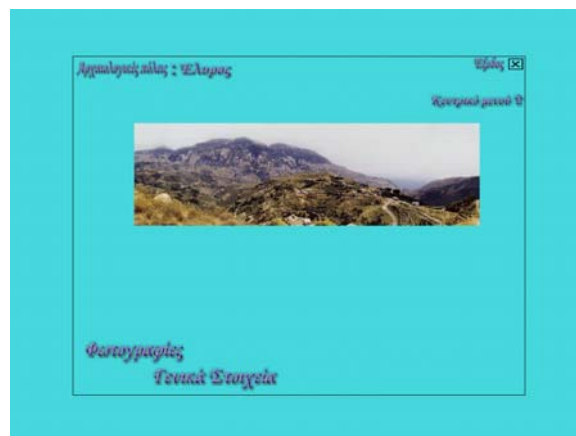 Αρχαιολογικές πόλεις : Έλυρος
Έξοδος
Κεντρικό μενού
Φωτογραφίες
Γενικά Στοιχεία